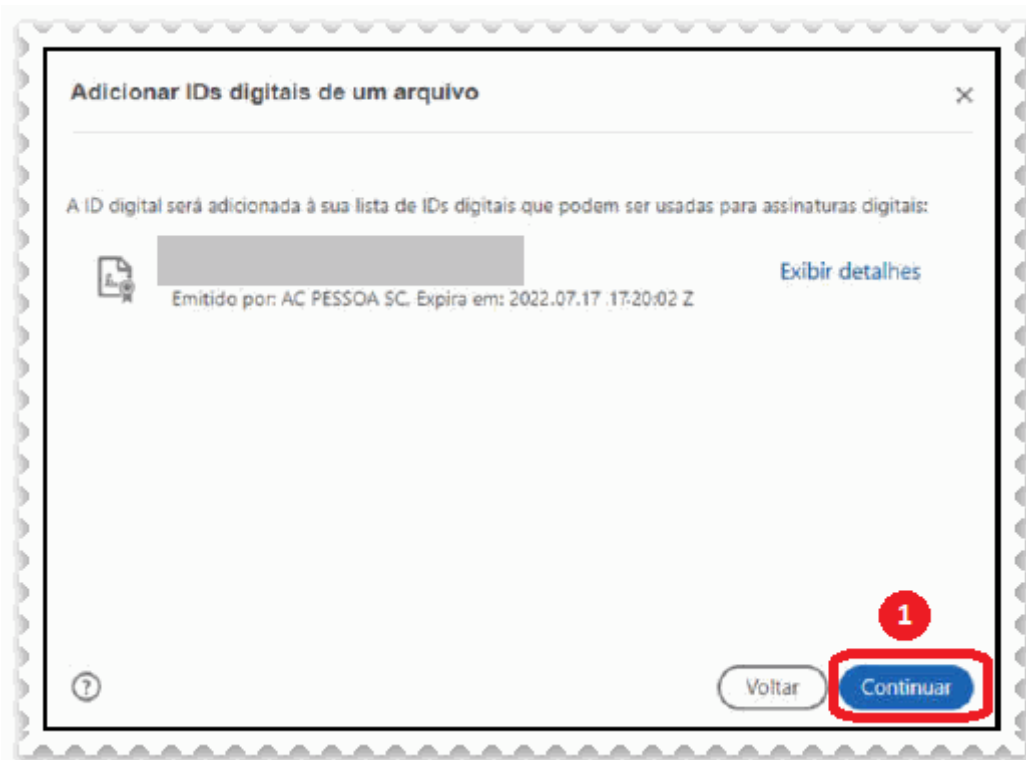 Adicionar IDs digitais de um arquivo
A ID digital será adicionada à sua lista de IDs digitais que podem ser usadas para assinaturas digitais:
Exibir detalhes
Emitido por: AC PESSOA SC. Expira em: 2022.07.17 17:20:02 Z
1
Voltar
Continuar